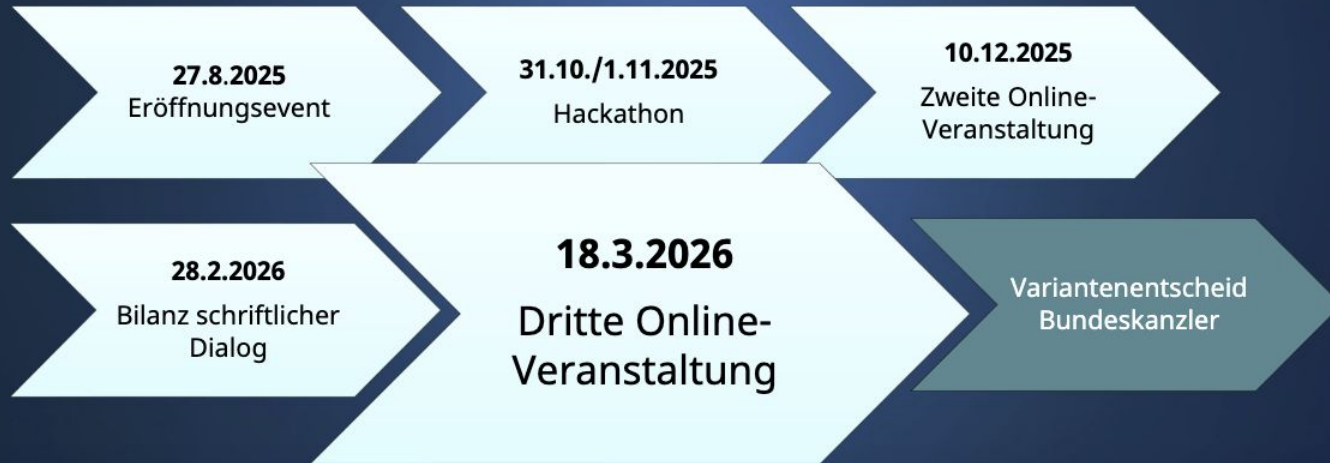 27.8.2025
Eröffnungsevent
31.10./1.11.2025
Hackathon
10.12.2025
Zweite Online-
Veranstaltung
28.2.2026
Bilanz schriftlicher
Dialog
18.3.2026
Dritte Online-
Veranstaltung
Variantenentscheid
Bundeskanzler